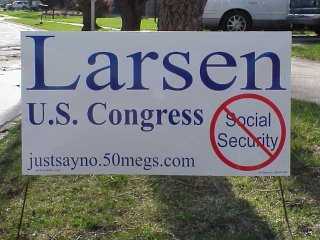 Larsen
U.S. Congress
Social
Security
justsayno.50megs.com